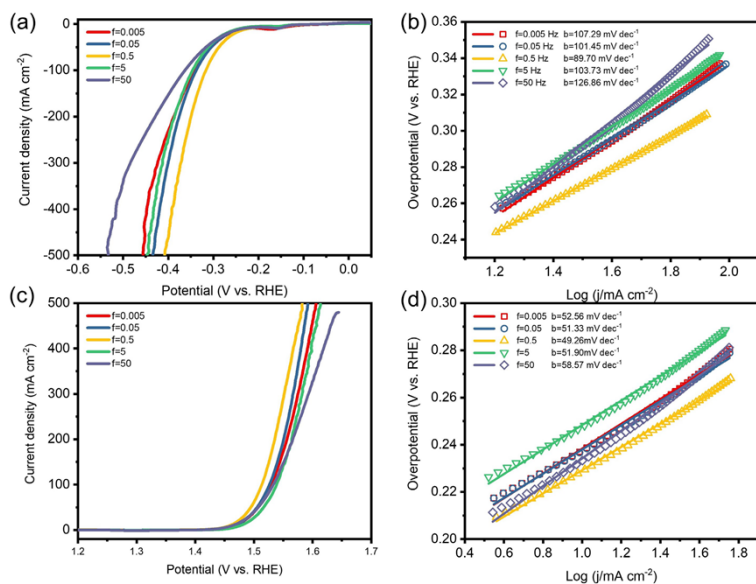 (a)
f=0.005
f=0.05
f=0.5
f=5
f=50
Current density (mA cm-2)
0
-100
-200
-300
-400
-500
-0.6 -0.5 -0.4 -0.3 -0.2 -0.1 0.0
Potential (V vs. RHE)
(b)
f=0.005 Hz b=107.29 mV dec-1
f=0.05 Hz b=101.45 mV dec-1
f=0.5 Hz b=89.70 mV dec-1
f=5 Hz b=103.73 mV dec-1
f=50 Hz b=126.86 mV dec-1
Overpotential (V vs. RHE)
0.36
0.34
0.32
0.30
0.28
0.26
0.24
1.2 1.4 1.6 1.8 2.0
Log (j/mA cm-2)
(c)
f=0.005
f=0.05
f=0.5
f=5
f=50
Current density (mA cm-2)
500
400
300
200
100
0
1.2 1.3 1.4 1.5 1.6 1.7
Potential (V vs. RHE)
(d)
f=0.005 b=52.56 mV dec-1
f=0.05 b=51.33 mV dec-1
f=0.5 b=49.26mV dec-1
f=5 b=51.90mV dec-1
f=50 b=58.57 mV dec-1
Overpotential (V vs. RHE)
0.30
0.28
0.26
0.24
0.22
0.20
0.4 0.6 0.8 1.0 1.2 1.4 1.6 1.8
Log (j/mA cm-2)